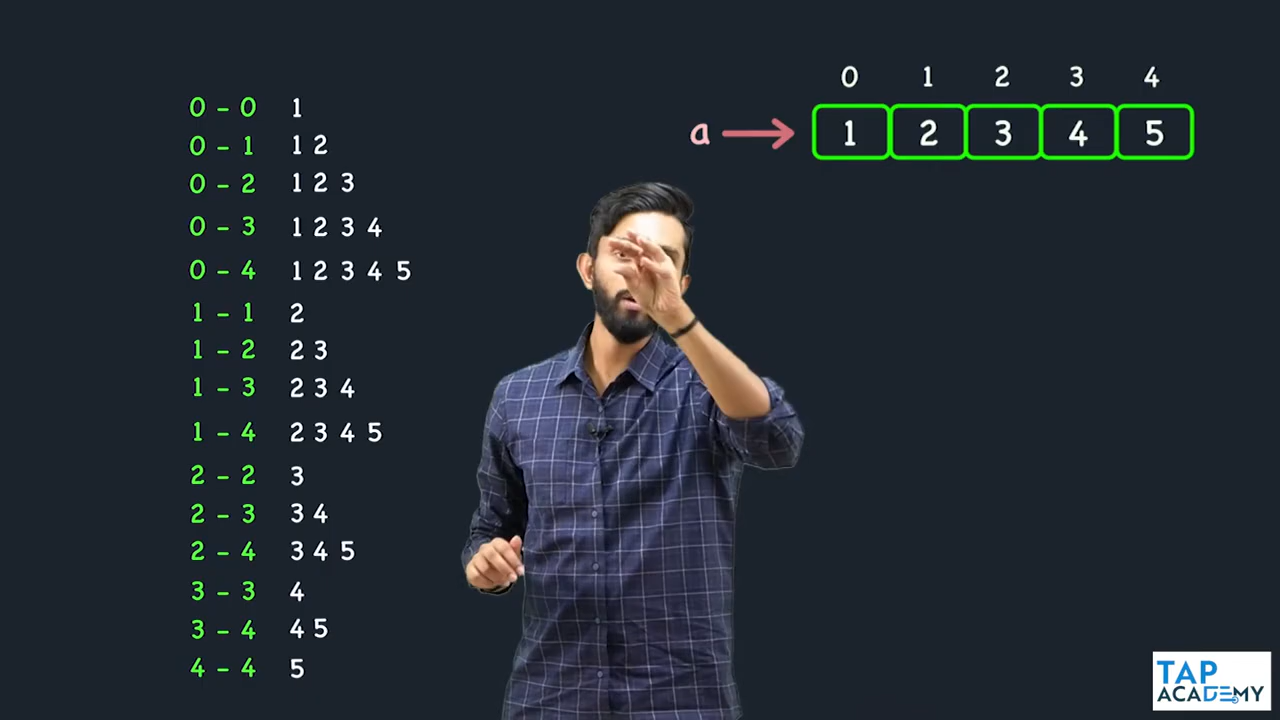 0 - 0 1
0 - 1 1 2
0 - 2 1 2 3
0 - 3 1 2 3 4
0 - 4 1 2 3 4 5
1 - 1 2
1 - 2 2 3
1 - 3 2 3 4
1 - 4 2 3 4 5
2 - 2 3
2 - 3 3 4
2 - 4 3 4 5
3 - 3 4
3 - 4 4 5
4 - 4 5
0 1 2 3 4
a → 1 2 3 4 5
TAP
ACADEMY